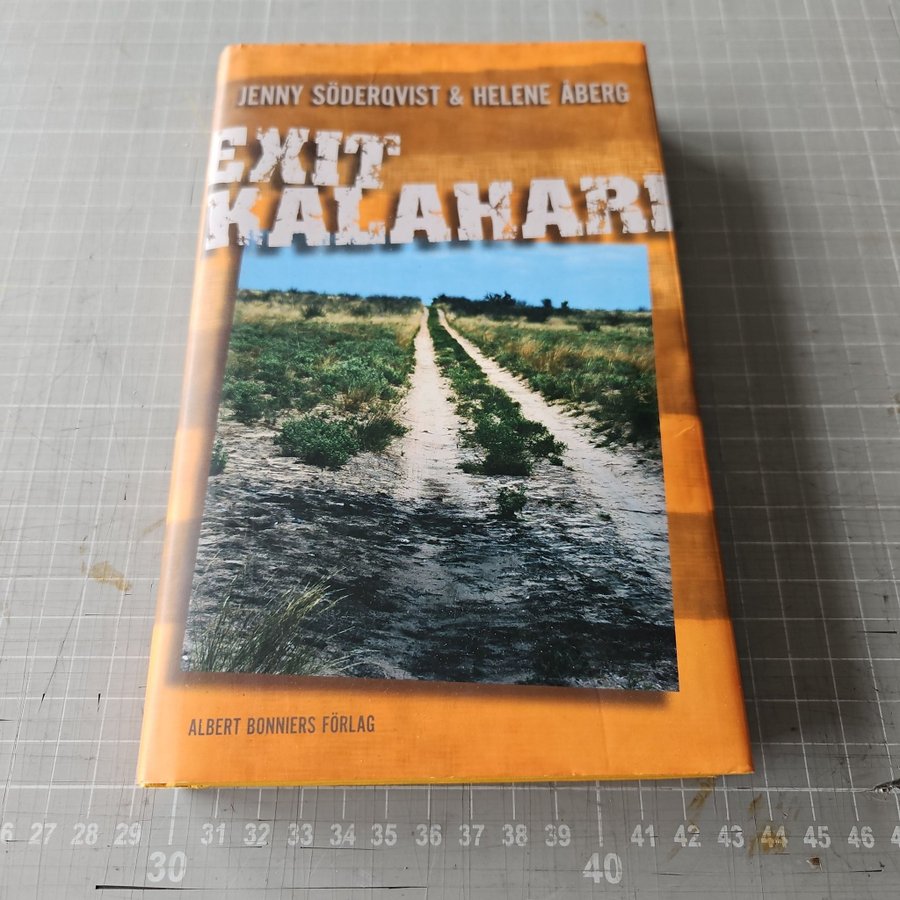 JENNY SÖDERQVIST & HELENE ÅBERG
EXIT
KALAHARI
ALBERT BONNIERS FÖRLAG
27 28 29 31 32 33 34 35 36 37 38 39 41 42 43 44 45 46
30 40